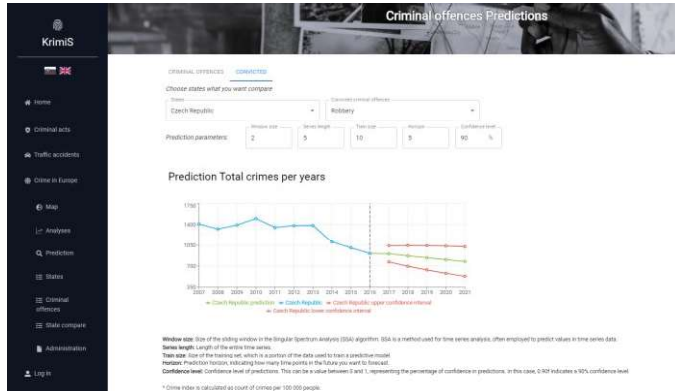 Criminal offences Predictions
KrimiS
CRIMINAL OFFENCES CONVICTED
Choose states what you want compare
States
Czech Republic
Concrete criminal offences
Robbery
Prediction parameters:
Window size
2
Series length
5
Train size
10
Horizon
5
Confidence level
90 %
Home
Criminal acts
Traffic accidents
Crime in Europe
Map
Analyses
Prediction
States
Criminal offences
State compare
Administration
Log in
Prediction Total crimes per years
1750
1400
1050
700
350
2007 2008 2009 2010 2011 2012 2013 2014 2015 2016 2017 2018 2019 2020 2021
Czech Republic prediction Czech Republic Czech Republic upper confidence interval
Czech Republic lower confidence interval
Window size: Size of the sliding window in the Singular Spectrum analysis (SSA) algorithm. SSA is a method used for time series analysis, often employed to predict values in time series data.
Series length: Length of the entire time series.
Train size: Size of the training set, which is a portion of the data used to train a predictive model
Horizon: Prediction horizon, indicating how many time points in the future you want to forecast
Confidence level: Confidence level of predictions. This can be a value between 0 and 1, representing the percentage of confidence in predictions. In this case, 0.90f indicates a 90% confidence level.
* Crime index is calculated as count of crimes per 100 000 people.